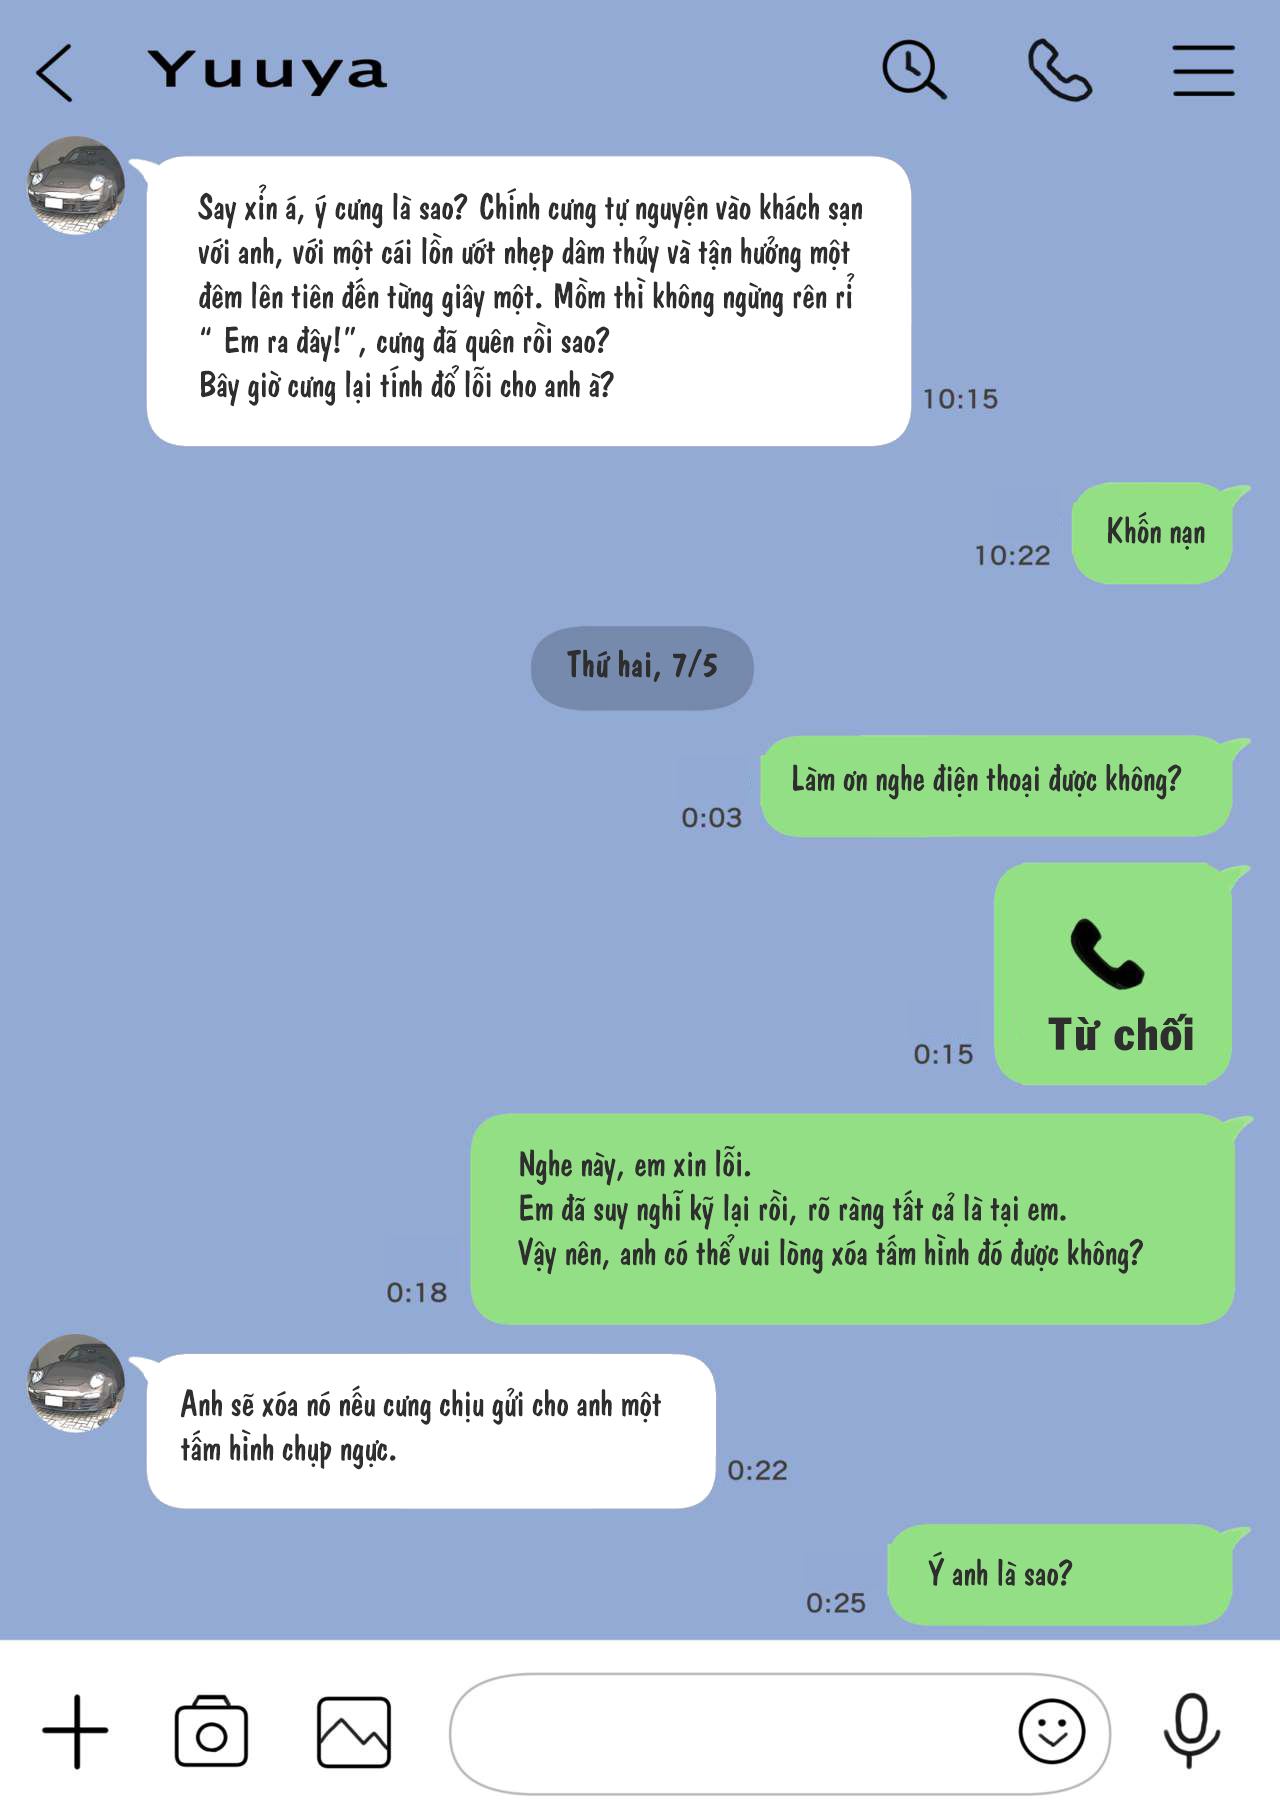 Yuuya
Say xỉn á, ý cưng là sao? Chính cưng tự nguyện vào khách sạn
với anh, với một cái lồn ướt nhẹp dâm thủy và tận hưởng một
đêm lên tiên đến từng giây một. Mồm thì không ngừng rên rỉ
“ Em ra đây!”, cưng đã quên rồi sao?
Bây giờ cưng lại tính đổ lỗi cho anh à?
10:15
Khốn nạn
10:22
Thứ hai, 7/5
Làm ơn nghe điện thoại được không?
0:03
Từ chối
0:15
Nghe này, em xin lỗi.
Em đã suy nghĩ kỹ lại rồi, rõ ràng tất cả là tại em.
Vậy nên, anh có thể vui lòng xóa tấm hình đó được không?
0:18
Anh sẽ xóa nó nếu cưng chịu gửi cho anh một
tấm hình chụp ngực.
0:22
Ý anh là sao?
0:25